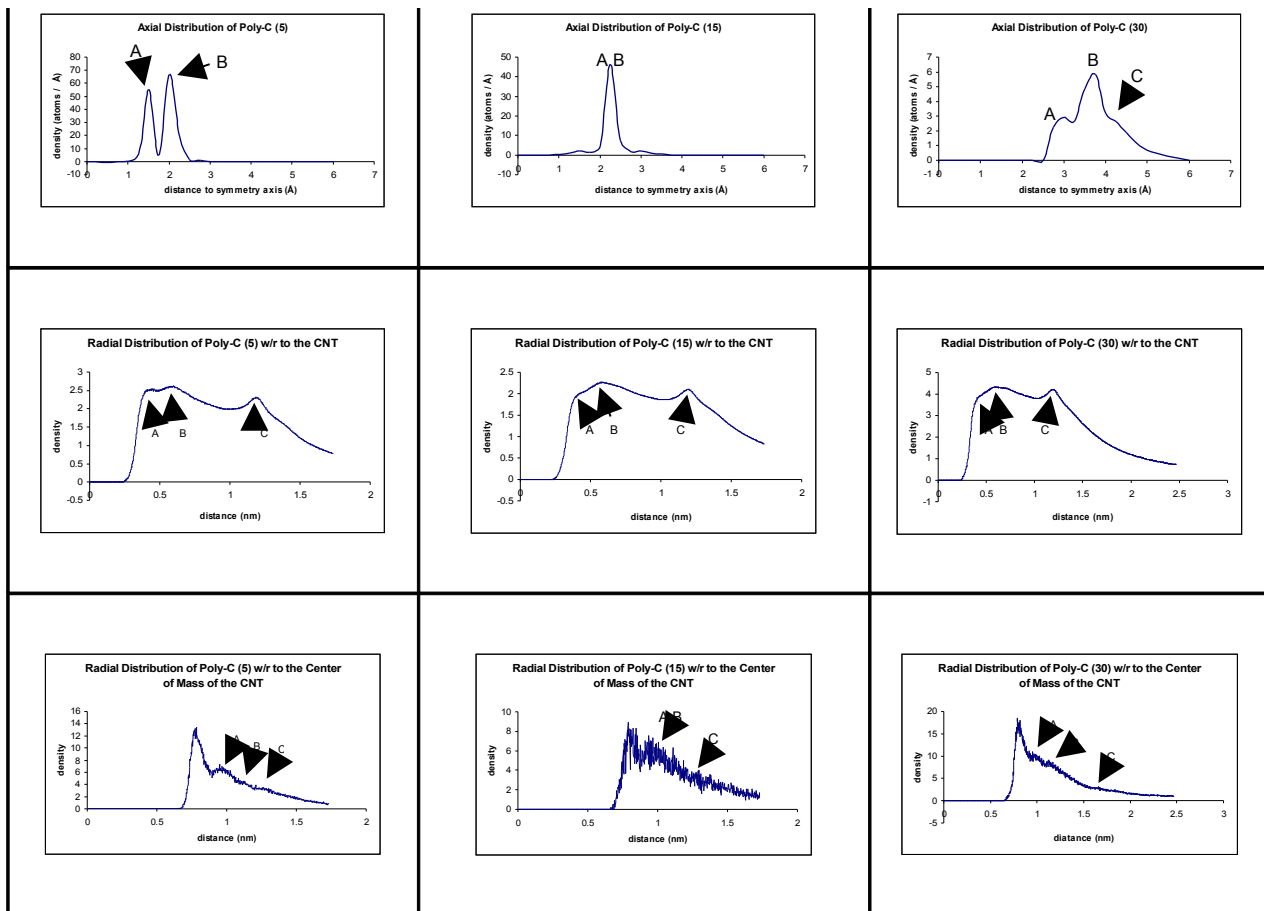 Axial Distribution of Poly-C (5)
A
B
density (atoms / Å)
80
70
60
50
40
30
20
10
0
-10
0 1 2 3 4 5 6 7
distance to symmetry axis (Å)
Axial Distribution of Poly-C (15)
A B
density (atoms / Å)
50
40
30
20
10
0
-10
0 1 2 3 4 5 6 7
distance to symmetry axis (Å)
Axial Distribution of Poly-C (30)
B
C
A
density (atoms / Å)
7
6
5
4
3
2
1
0
-1
0 1 2 3 4 5 6 7
distance to symmetry axis (Å)
Radial Distribution of Poly-C (5) w/r to the CNT
density
3
2.5
2
1.5
1
0.5
0
-0.5
A B C
0 0.5 1 1.5 2
distance (nm)
Radial Distribution of Poly-C (15) w/r to the CNT
density
2.5
2
1.5
1
0.5
0
-0.5
A B C
0 0.5 1 1.5 2
distance (nm)
Radial Distribution of Poly-C (30) w/r to the CNT
density
5
4
3
2
1
0
-1
A B C
0 0.5 1 1.5 2 2.5 3
distance (nm)
Radial Distribution of Poly-C (5) w/r to the Center
of Mass of the CNT
density
16
14
12
10
8
6
4
2
0
A
B
C
0 0.5 1 1.5 2
distance (nm)
Radial Distribution of Poly-C (15) w/r to the Center
of Mass of the CNT
density
10
8
6
4
2
0
A B
C
0 0.5 1 1.5 2
distance (nm)
Radial Distribution of Poly-C (30) w/r to the Center
of Mass of the CNT
density
20
15
10
5
0
-5
A
C
0 0.5 1 1.5 2 2.5 3
diatance (nm)